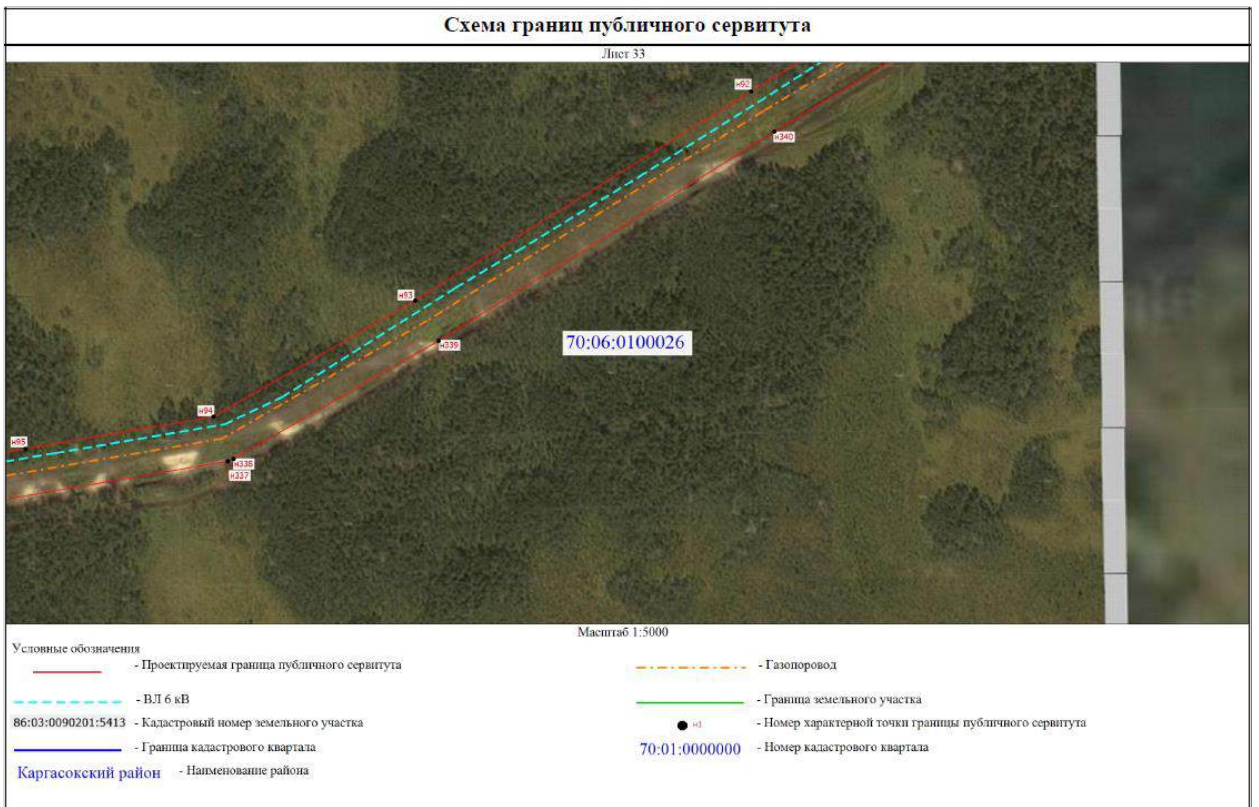 Схема границ публичного сервитута
Лист 33
н92
н340
н93
н339
70:06:0100026
н94
н95
н338
н337
Масштаб 1:5000
Условные обозначения
- Проектируемая граница публичного сервитута
- Газопоровод
- ВЛ 6 кВ
- Граница земельного участка
86:03:0090201:5413 - Кадастровый номер земельного участка
н1 - Номер характерной точки границы публичного сервитута
- Граница кадастрового квартала
70:01:0000000 - Номер кадастрового квартала
Каргасокский район - Наименование района